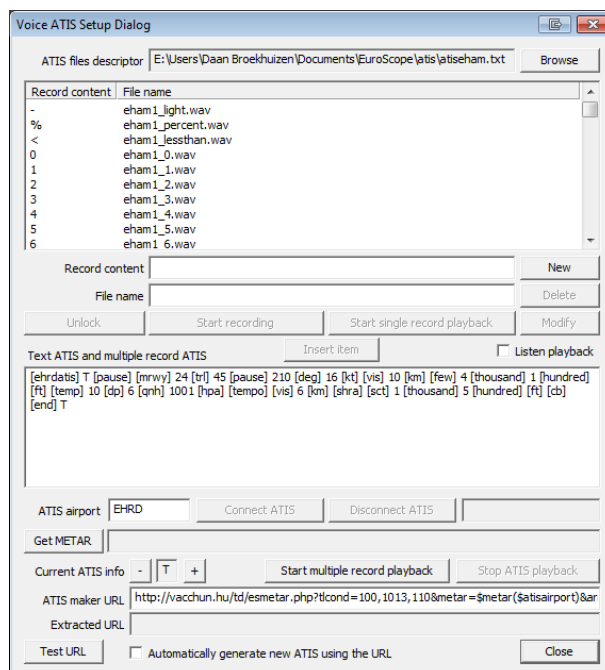 Voice ATIS Setup Dialog
ATIS files descriptor E:\Users\Daan Broekhuizen\Documents\EuroScope\atis\atiseham.txt Browse
Record content File name
- eham1_light.wav
% eham1_percent.wav
< eham1_lessthan.wav
0 eham1_0.wav
1 eham1_1.wav
2 eham1_2.wav
3 eham1_3.wav
4 eham1_4.wav
5 eham1_5.wav
6 eham1_6.wav
Record content New
File name Delete
Unlock Start recording Start single record playback Modify
Text ATIS and multiple record ATIS Insert item Listen playback
[ehrdatis] T [pause] [mrwy] 24 [trl] 45 [pause] 210 [deg] 16 [kt] [vis] 10 [km] [few] 4 [thousand] 1 [hundred]
[ft] [temp] 10 [dp] 6 [qnh] 1001 [hpa] [tempo] [vis] 6 [km] [shra] [sct] 1 [thousand] 5 [hundred] [ft] [cb]
[end] T
ATIS airport EHRD Connect ATIS Disconnect ATIS
Get METAR
Current ATIS info - T + Start multiple record playback Stop ATIS playback
ATIS maker URL http://vacchun.hu/td/esmetar.php?tlcond=100,1013,110&metar=$metar($atisairport)&ar
Extracted URL
Test URL Automatically generate new ATIS using the URL Close